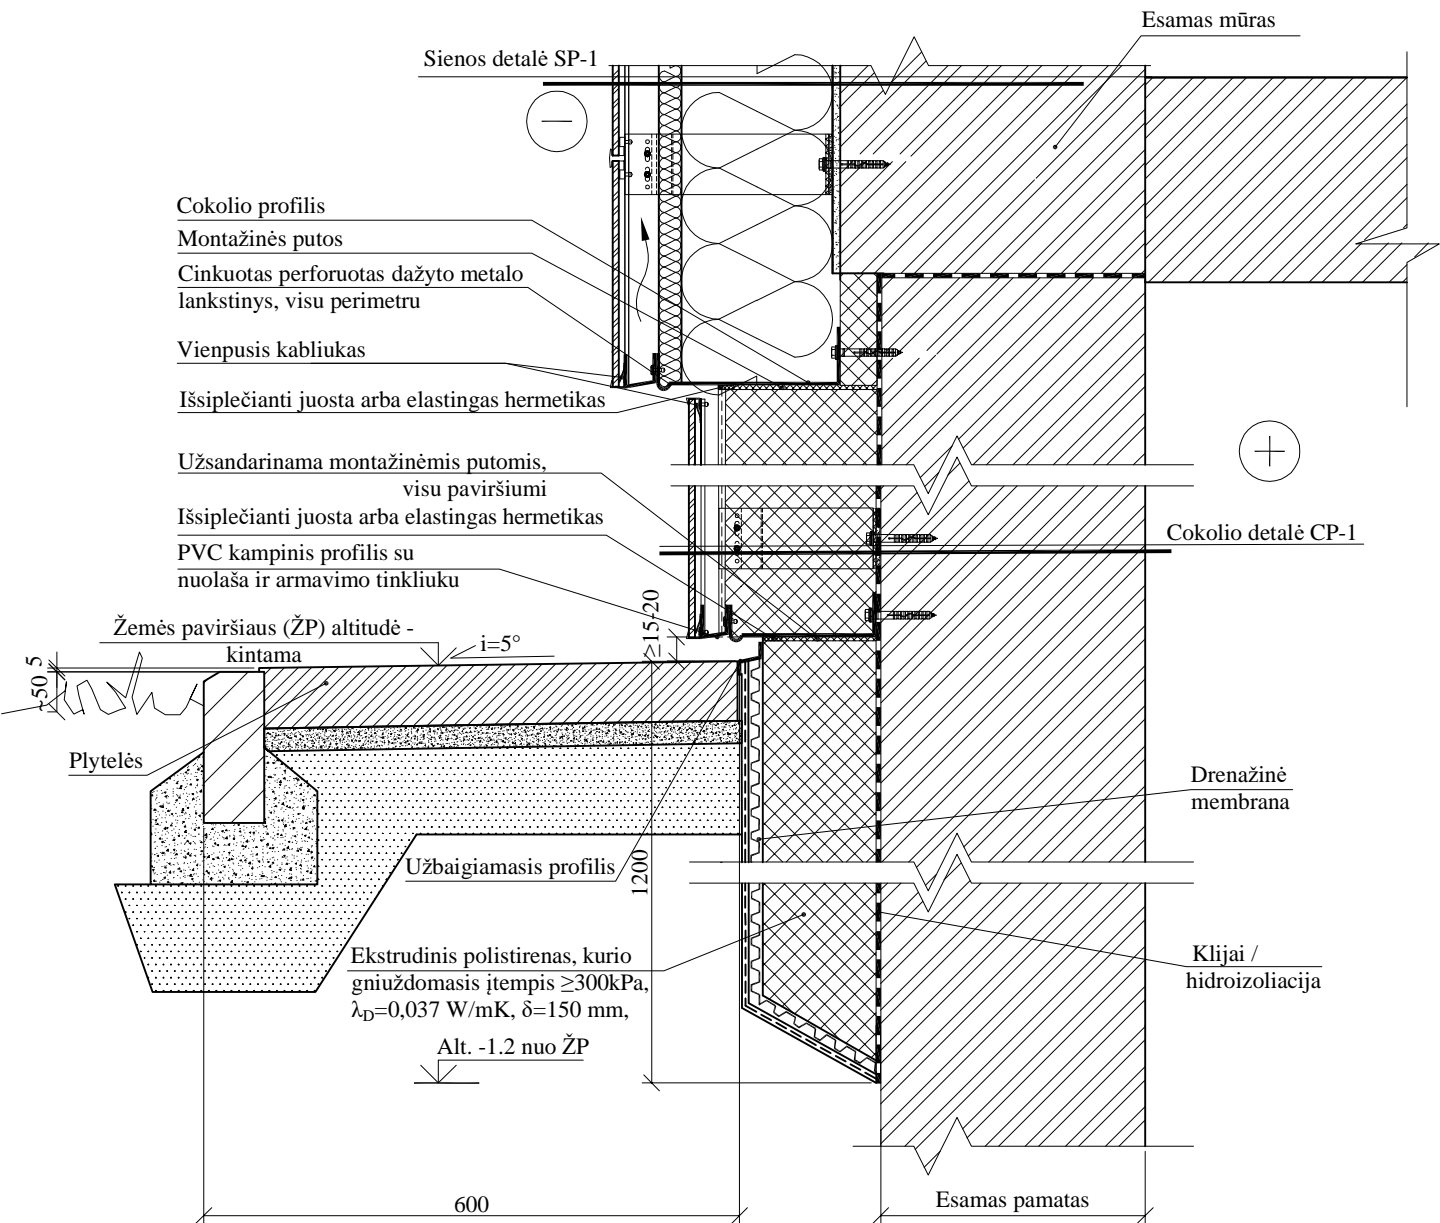 Esamas mūras
Sienos detalė SP-1
Cokolio profilis
Montažinės putos
Cinkuotas perforuotas dažyto metalo
lankstinys, visu perimetru
Vienpusis kabliukas
Išsiplečianti juosta arba elastingas hermetikas
Užsandarinama montažinėmis putomis,
visu paviršiumi
Išsiplečianti juosta arba elastingas hermetikas
PVC kampinis profilis su
nuolaša ir armavimo tinkliuku
Cokolio detalė CP-1
Žemės paviršiaus (ŽP) altitudė -
kintama
i=5°
≥15-20
5
~50
Plytelės
Drenažinė
membrana
Užbaigiamasis profilis
1200
Ekstrudinis polistirenas, kurio
gniuždomasis įtempis ≥300kPa,
λD=0,037 W/mK, δ=150 mm,
Klijai /
hidroizoliacija
Alt. -1.2 nuo ŽP
600
Esamas pamatas